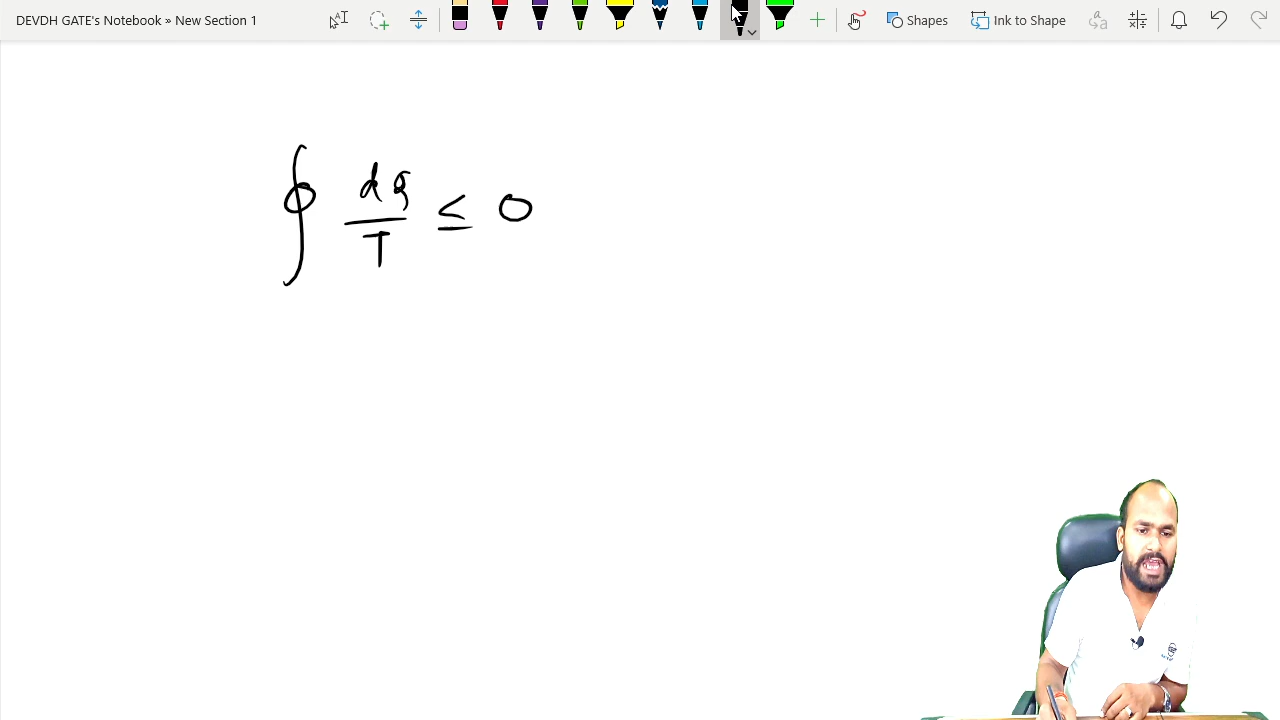 DEVDH GATE's Notebook » New Section 1
Shapes
Ink to Shape
∮ dQ/T ≤ 0